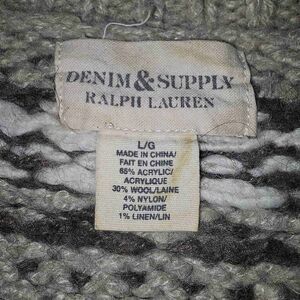 DENIM & SUPPLY
RALPH LAUREN
L/G
MADE IN CHINA/
FAIT EN CHINE
65% ACRYLIC/
ACRYLIQUE
30% WOOL/LAINE
4% NYLON/
POLYAMIDE
1% LINEN/LIN